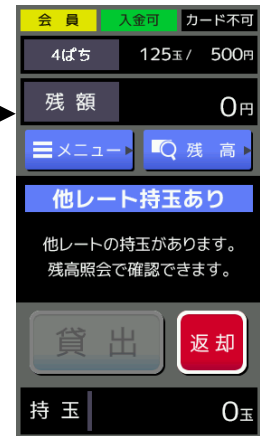 会 員 入金可 カード不可
4ぱち 125玉/ 500円
残 額 0円
メニュー 残 高
他レート持玉あり
他レートの持玉があります。
残高照会で確認できます。
貸 出 返却
持 玉 0玉